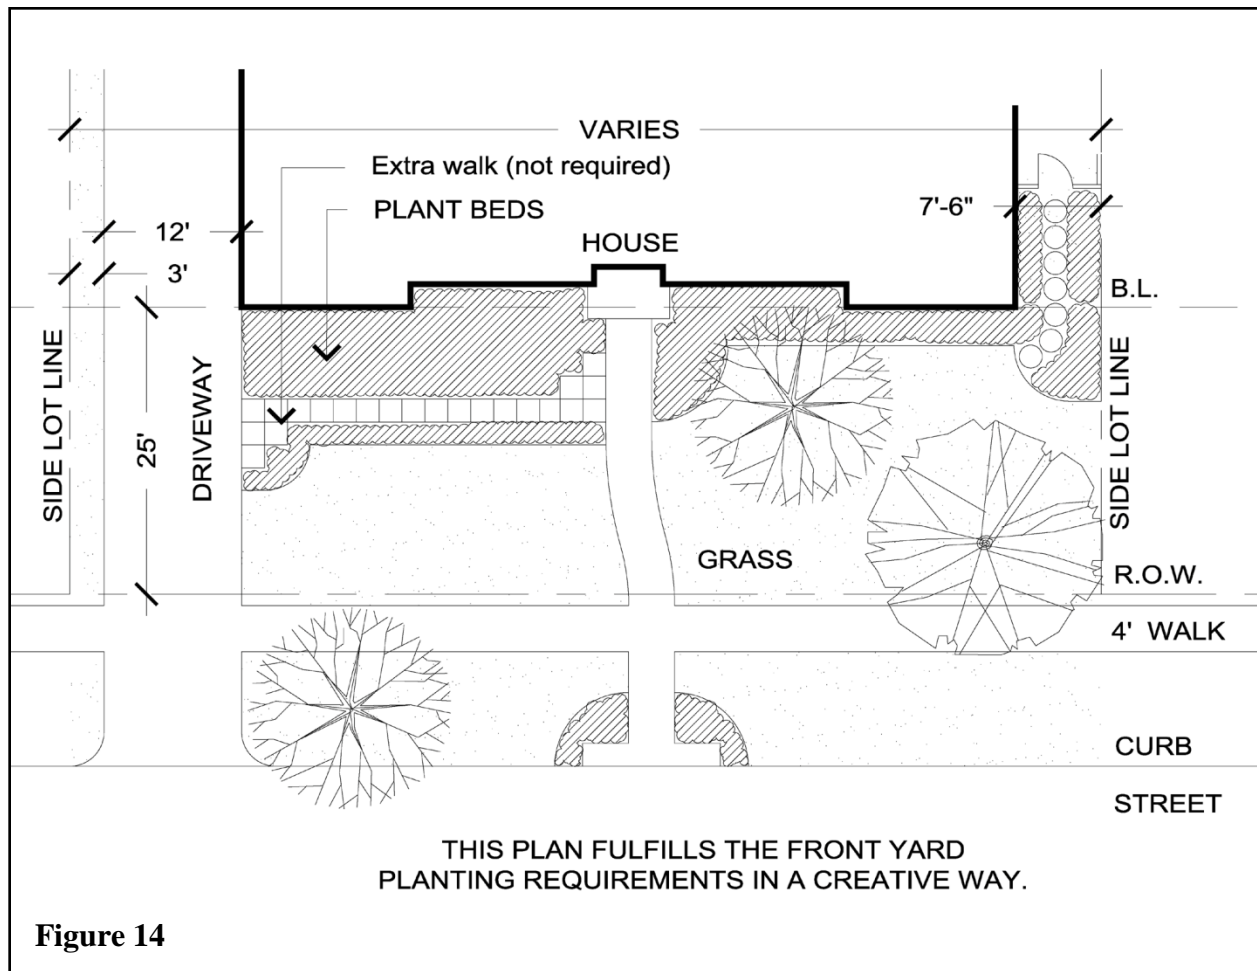 VARIES
Extra walk (not required)
PLANT BEDS
7'-6"
12'
HOUSE
3'
B.L.
SIDE LOT LINE
25'
DRIVEWAY
SIDE LOT LINE
GRASS
R.O.W.
4' WALK
CURB
STREET
THIS PLAN FULFILLS THE FRONT YARD
PLANTING REQUIREMENTS IN A CREATIVE WAY.
Figure 14